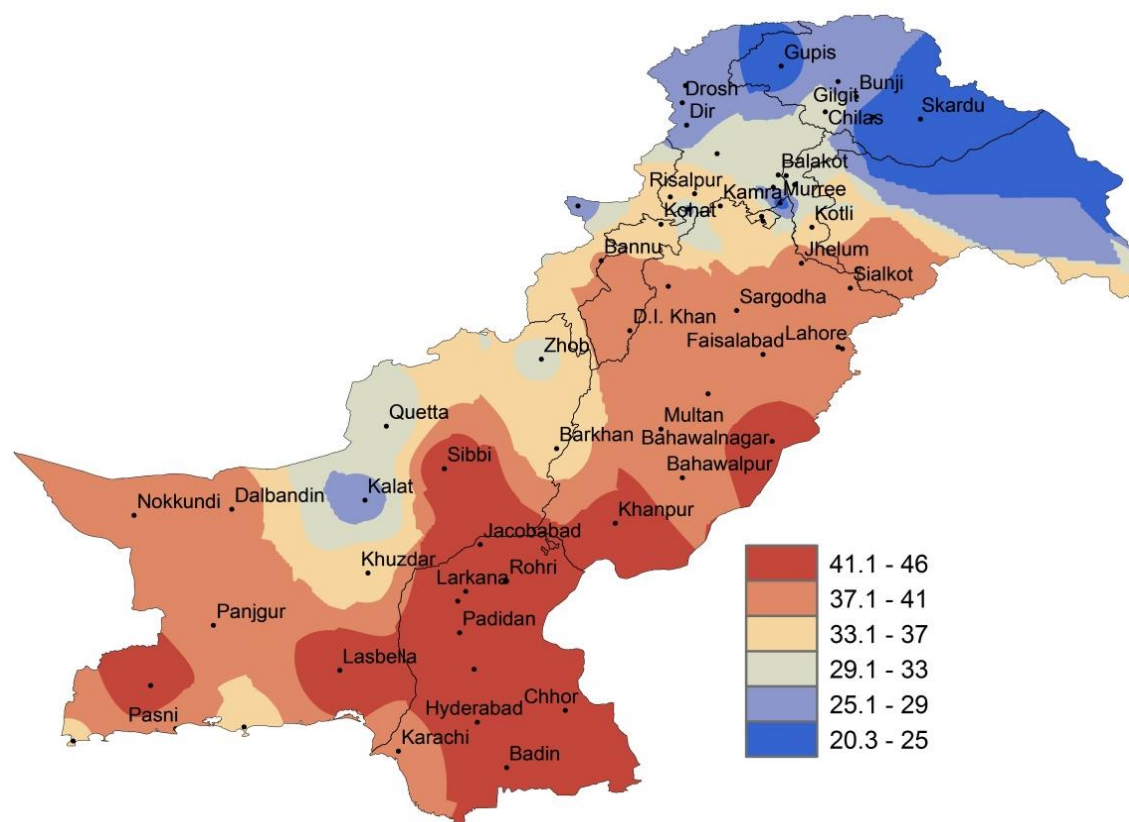 Gupis
Drosh
Bunji
Gilgit
Skardu
Dir
Chilas
Balakot
Risalpur
Murree
Kamra
Kohat
Kotli
Bannu
Jhelum
Sialkot
Sargodha
D.I. Khan
Lahore
Faisalabad
Zhob
Quetta
Multan
Barkhan
Bahawalnagar
Sibbi
Bahawalpur
Kalat
Dalbandin
Nokkundi
Khanpur
Jacobabad
Khuzdar
Rohri
Larkana
Panjgur
Padidan
Lasbella
Pasni
Chhor
Hyderabad
Karachi
Badin
41.1 - 46
37.1 - 41
33.1 - 37
29.1 - 33
25.1 - 29
20.3 - 25